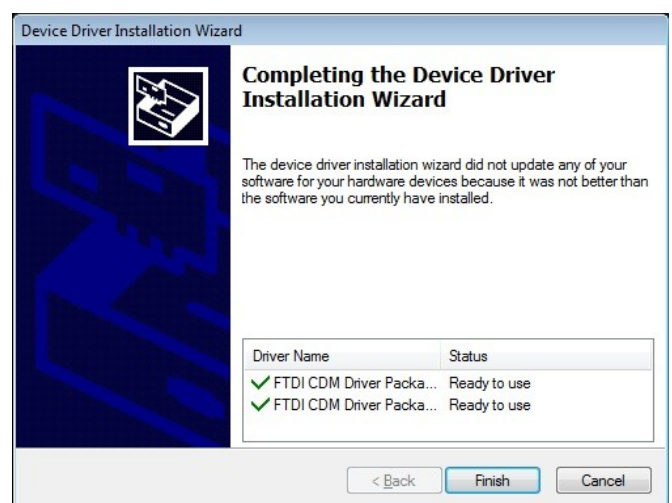 Device Driver Installation Wizard
Completing the Device Driver
Installation Wizard
The device driver installation wizard did not update any of your
software for your hardware devices because it was not better than
the software you currently have installed.
Driver Name Status
FTDI CDM Driver Packa... Ready to use
FTDI CDM Driver Packa... Ready to use
< Back Finish Cancel